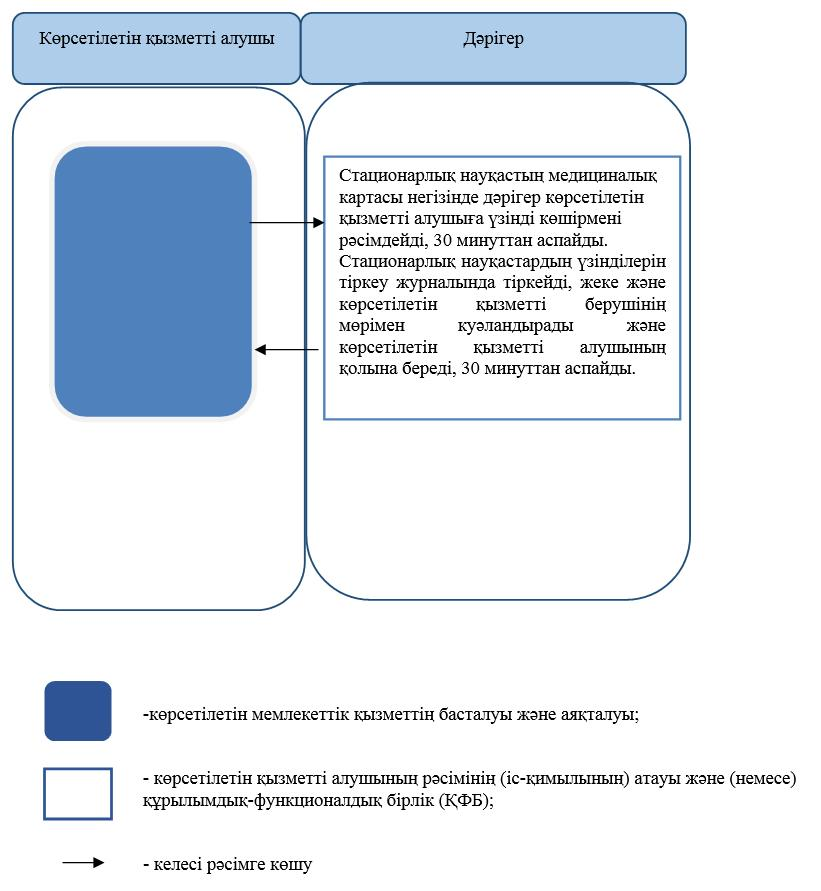 Көрсетілетін қызметті алушы
Дәрігер
Стационарлық науқастың медициналық
картасы негізінде дәрігер көрсетілетін
қызметті алушыға үзінді көшірмені
рәсімдейді, 30 минуттан аспайды.
Стационарлық науқастардың үзінділерін
тіркеу журналында тіркейді, жеке және
көрсетілетін қызметті берушінің
мөрімен куәландырады және
көрсетілетін қызметті алушының
қолына береді, 30 минуттан аспайды.
-көрсетілетін мемлекеттік қызметтің басталуы және аяқталуы;
- көрсетілетін қызметті алушының рәсімінің (іс-қимылының) атауы және (немесе)
құрылымдық-функционалдық бірлік (ҚФБ);
- келесі рәсімге көшу